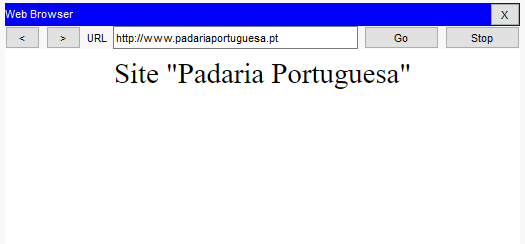 Web Browser X
< > URL http://www.padariaportuguesa.pt Go Stop
Site "Padaria Portuguesa"